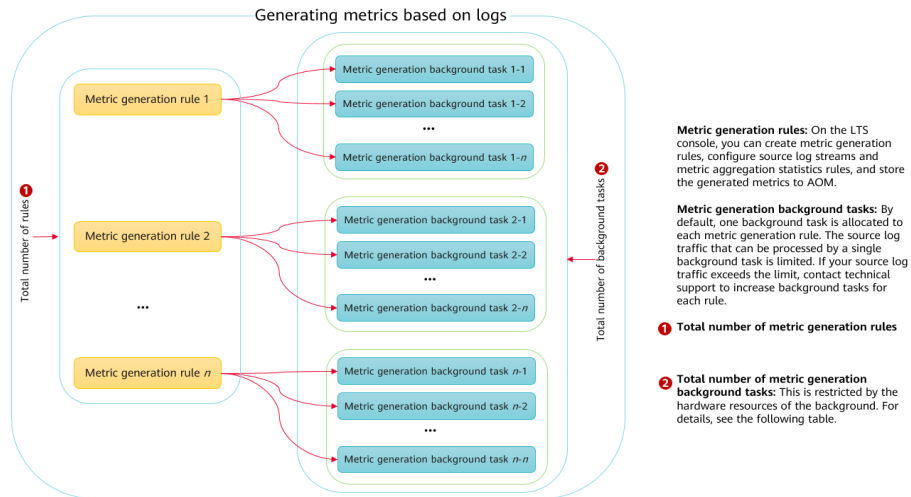 Generating metrics based on logs
Total number of rules
1
Metric generation rule 1
Metric generation rule 2
...
Metric generation rule n
Metric generation background task 1-1
Metric generation background task 1-2
...
Metric generation background task 1-n
Metric generation background task 2-1
Metric generation background task 2-2
...
Metric generation background task 2-n
Metric generation background task n-1
Metric generation background task n-2
...
Metric generation background task n-n
Total number of background tasks
2
Metric generation rules: On the LTS
console, you can create metric generation
rules, configure source log streams and
metric aggregation statistics rules, and store
the generated metrics to AOM.
Metric generation background tasks: By
default, one background task is allocated to
each metric generation rule. The source log
traffic that can be processed by a single
background task is limited. If your source log
traffic exceeds the limit, contact technical
support to increase background tasks for
each rule.
1 Total number of metric generation rules
2 Total number of metric generation
background tasks: This is restricted by the
hardware resources of the background. For
details, see the following table.